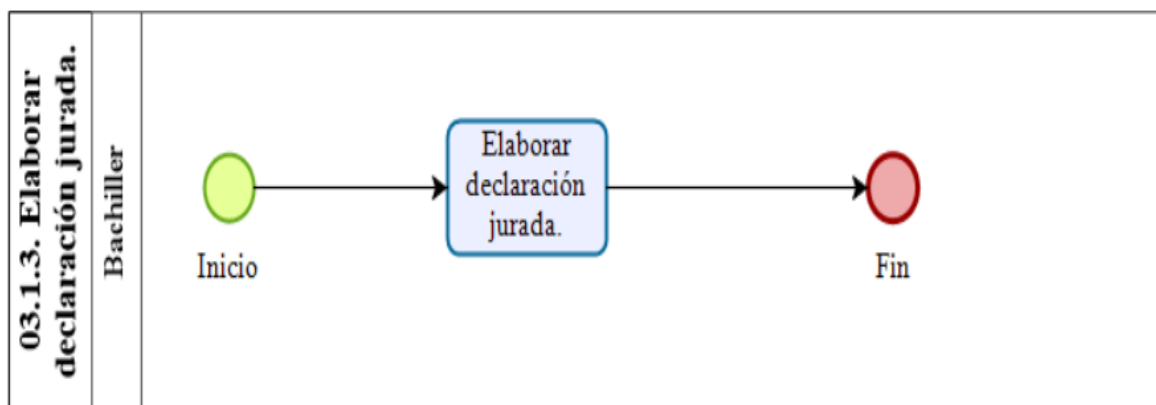 03.1.3. Elaborar
declaración jurada.
Bachiller
Inicio
Elaborar
declaración
jurada.
Fin